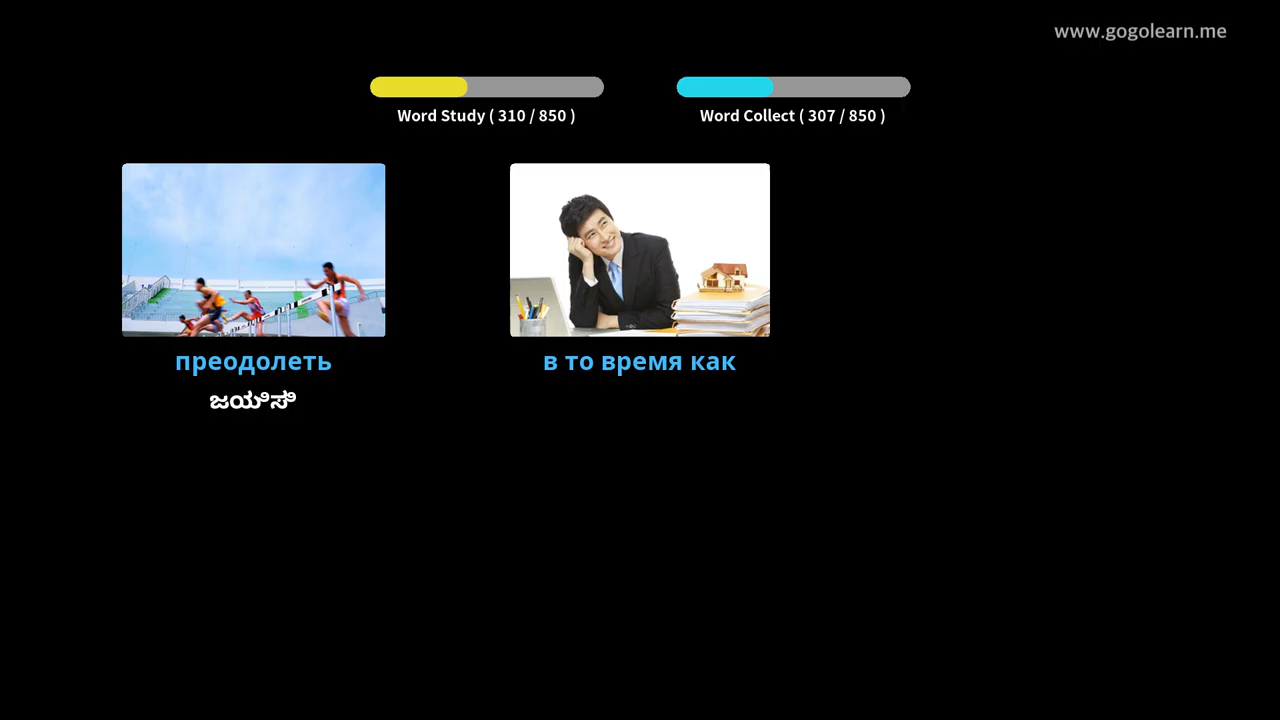 www.gogolearn.me
Word Study ( 310 / 850 )
Word Collect ( 307 / 850 )
преодолеть
в то время как
ಜಯಿಸಿ